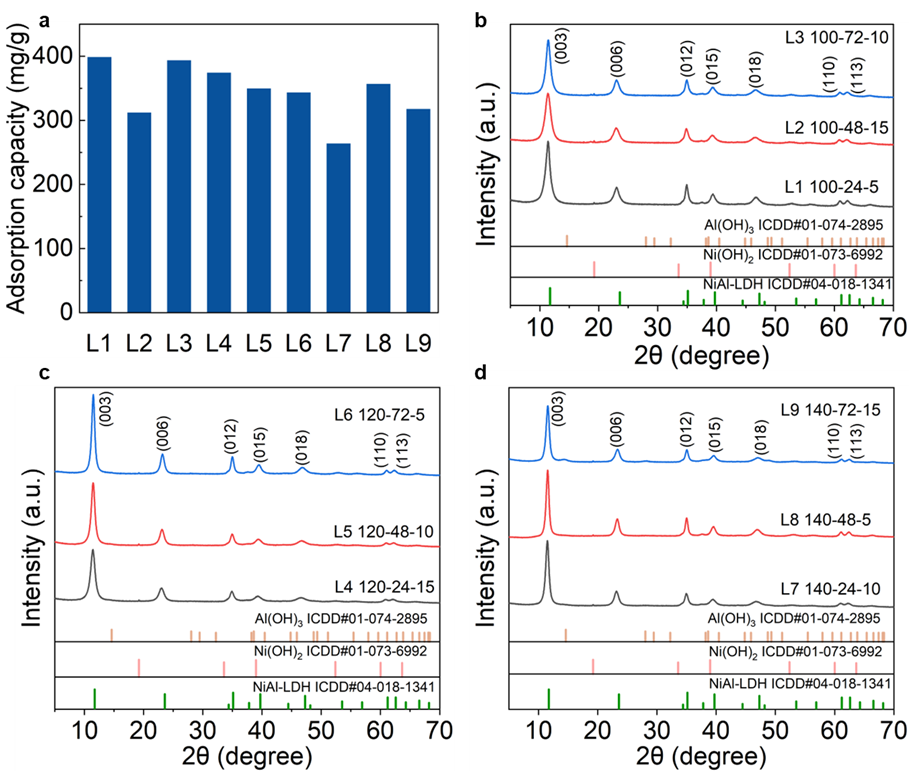 a
Adsorption capacity (mg/g)
400
300
200
100
0
L1 L2 L3 L4 L5 L6 L7 L8 L9
b
Intensity (a.u.)
(003) (006) (012) (015) (018) (110) (113)
L3 100-72-10
L2 100-48-15
L1 100-24-5
Al(OH)3 ICDD#01-074-2895
Ni(OH)2 ICDD#01-073-6992
NiAl-LDH ICDD#04-018-1341
10 20 30 40 50 60 70
2θ (degree)
c
Intensity (a.u.)
(003) (006) (012) (015) (018) (110) (113)
L6 120-72-5
L5 120-48-10
L4 120-24-15
Al(OH)3 ICDD#01-074-2895
Ni(OH)2 ICDD#01-073-6992
NiAl-LDH ICDD#04-018-1341
10 20 30 40 50 60 70
2θ (degree)
d
Intensity (a.u.)
(003) (006) (012) (015) (018) (110) (113)
L9 140-72-15
L8 140-48-5
L7 140-24-10
Al(OH)3 ICDD#01-074-2895
Ni(OH)2 ICDD#01-073-6992
NiAl-LDH ICDD#04-018-1341
10 20 30 40 50 60 70
2θ (degree)